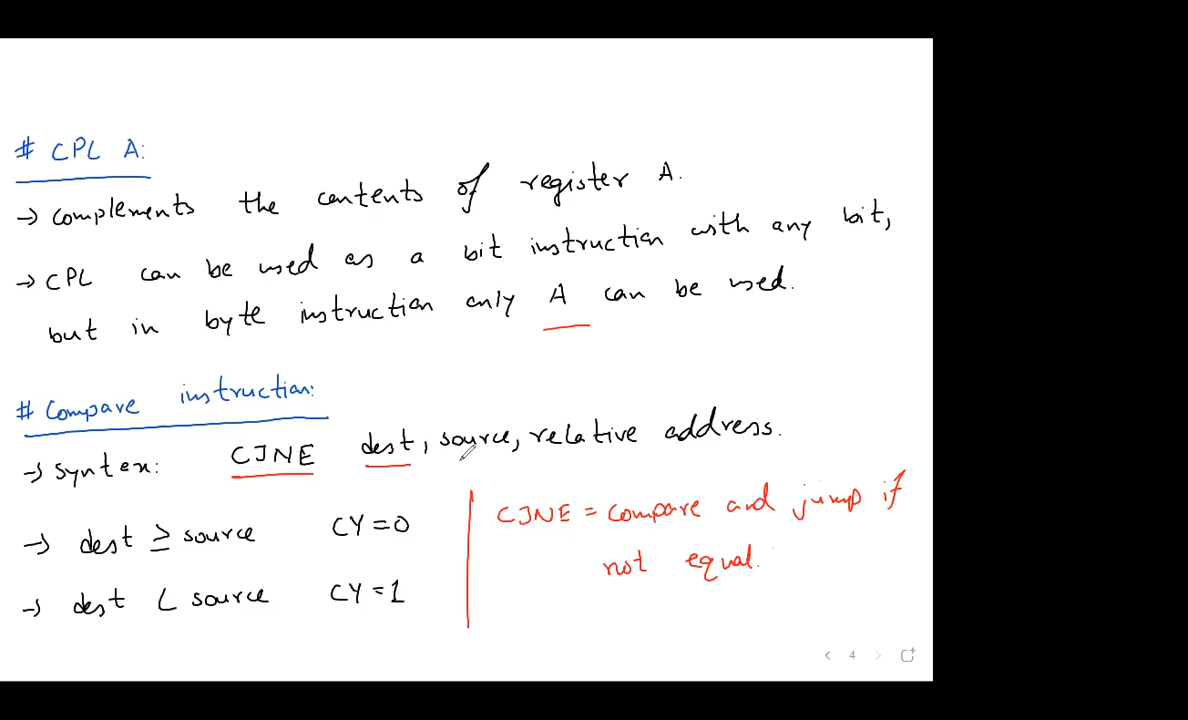 # CPL A:
→ complements the contents of register A.
→ CPL can be used as a bit instruction with any bit,
but in byte instruction only A can be used.
# Compare instruction:
→ syntex: CJNE dest, source, relative address.
→ dest ≥ source CY=0
→ dest < source CY=1
CJNE = compare and jump if
not equal.
< 4 >